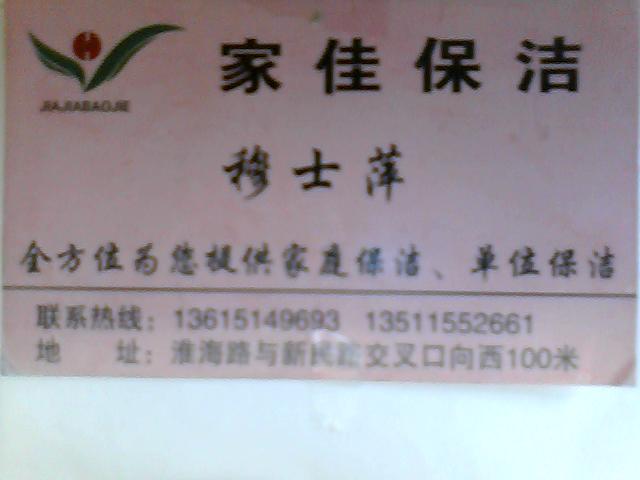 家佳保洁
JIAJIABAOJIE
穆士萍
全方位为您提供家庭保洁、单位保洁
联系热线：13615149693 13511552661
地 址：淮海路与新民路交叉口向西100米